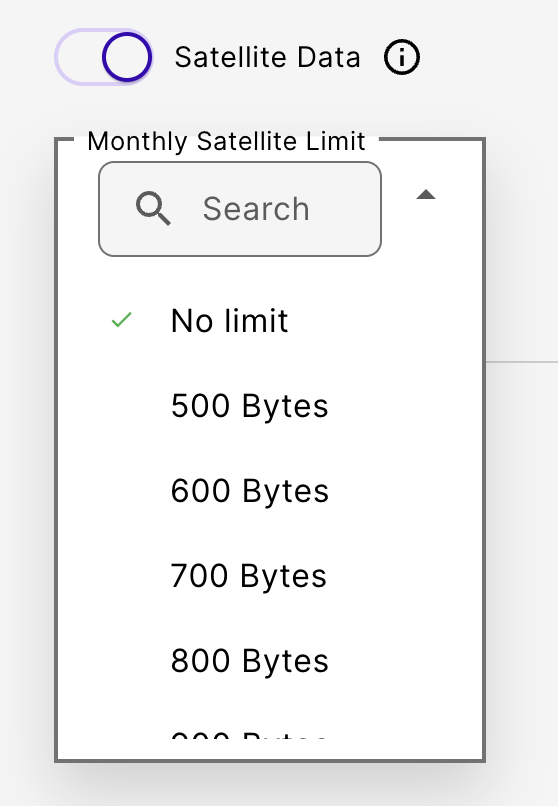 Satellite Data
Monthly Satellite Limit
Search
No limit
500 Bytes
600 Bytes
700 Bytes
800 Bytes